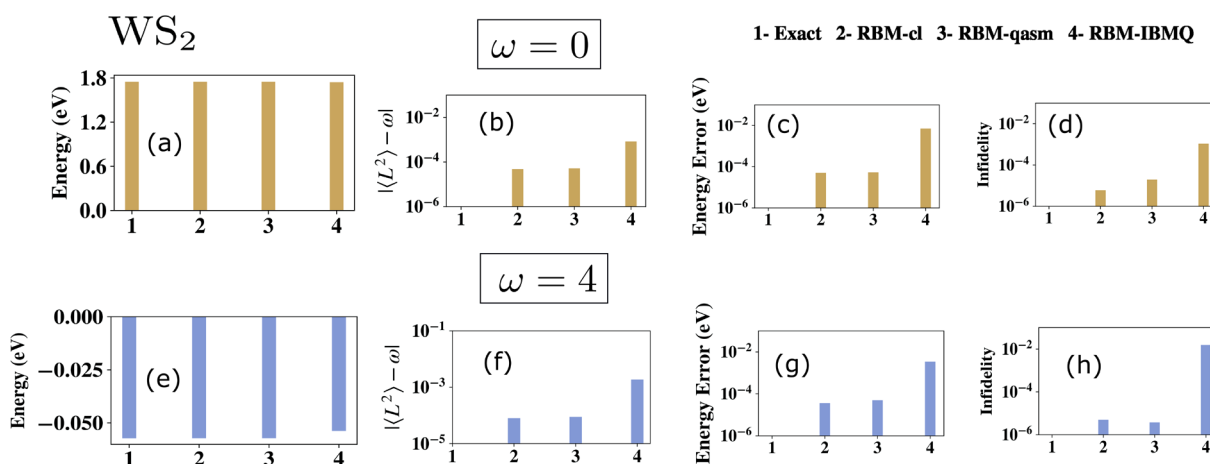 WS₂
ω = 0
1- Exact 2- RBM-cl 3- RBM-qasm 4- RBM-IBMQ
Energy (eV)
1.8
1.2
0.6
0.0
1 2 3 4
(a)
|⟨L²⟩ − ω|
10⁻²
10⁻⁴
10⁻⁶
1 2 3 4
(b)
Energy Error (eV)
10⁻²
10⁻⁴
10⁻⁶
1 2 3 4
(c)
Infidelity
10⁻²
10⁻⁴
10⁻⁶
1 2 3 4
(d)
ω = 4
Energy (eV)
0.000
−0.025
−0.050
1 2 3 4
(e)
|⟨L²⟩ − ω|
10⁻¹
10⁻³
10⁻⁵
1 2 3 4
(f)
Energy Error (eV)
10⁻²
10⁻⁴
10⁻⁶
1 2 3 4
(g)
Infidelity
10⁻²
10⁻⁴
10⁻⁶
1 2 3 4
(h)